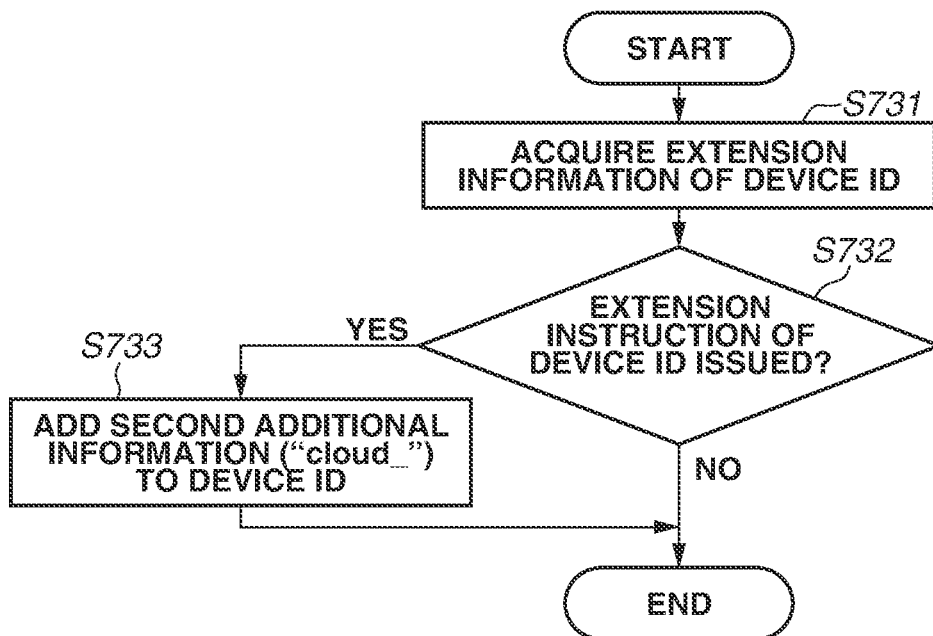 START
S731
ACQUIRE EXTENSION
INFORMATION OF DEVICE ID
S732
EXTENSION
INSTRUCTION OF
DEVICE ID ISSUED?
YES
S733
ADD SECOND ADDITIONAL
INFORMATION (“cloud_”)
TO DEVICE ID
NO
END